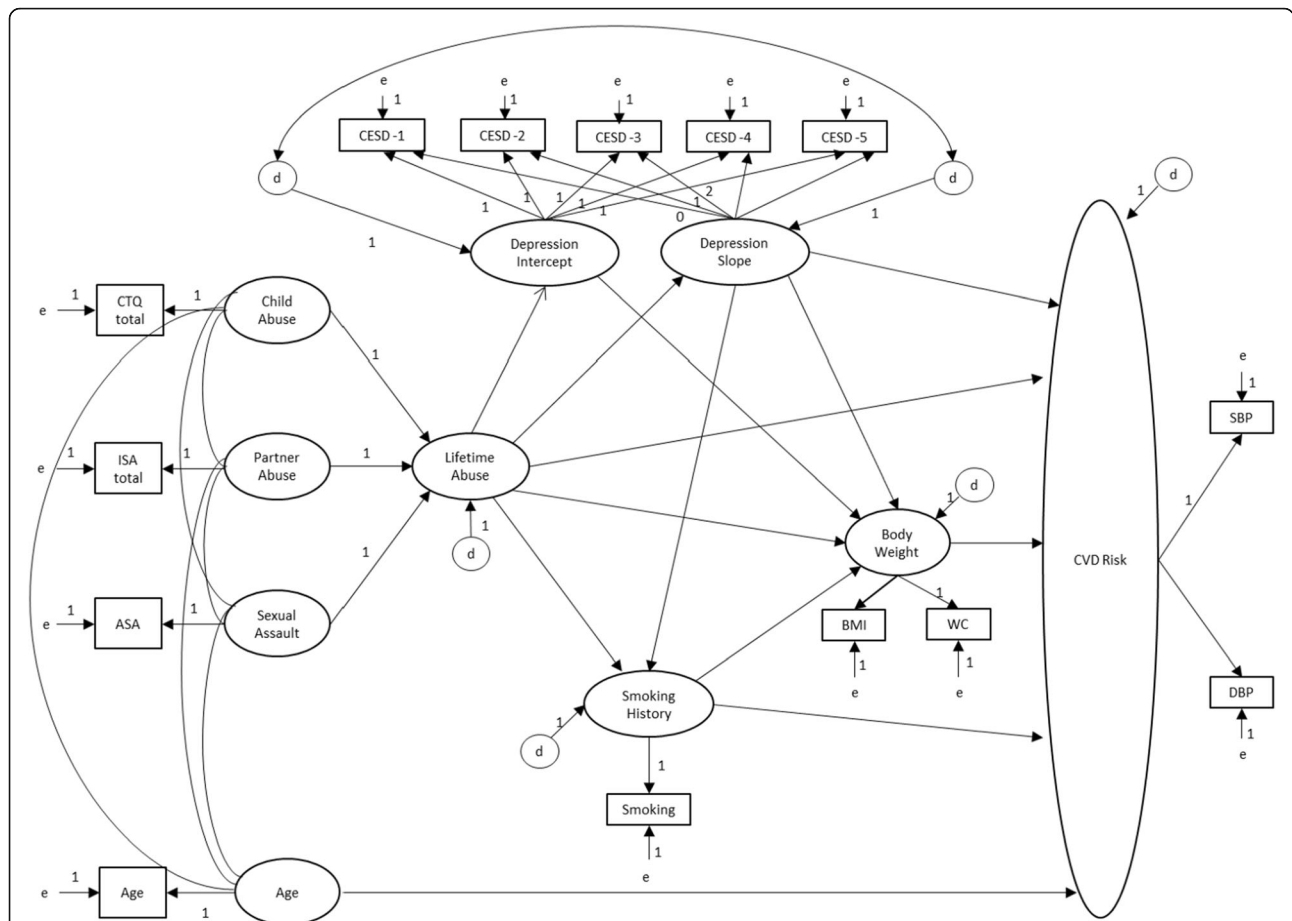 e e e e e
1 1 1 1 1
CESD -1 CESD -2 CESD -3 CESD -4 CESD -5
d d d
1
1 1 1 1 1 0 1 2
1 1
Depression
Intercept
Depression
Slope
e 1 CTQ
total
1 Child
Abuse
1
e 1 ISA
total
1 Partner
Abuse
1 Lifetime
Abuse
1
d
e 1 ASA 1 Sexual
Assault
1
1 d
Body
Weight
CVD Risk
1
BMI WC
1 1
e e
e
1
SBP
1
DBP
1
e
Smoking
History
1
d
1
Smoking
1
e
e 1 Age 1 Age